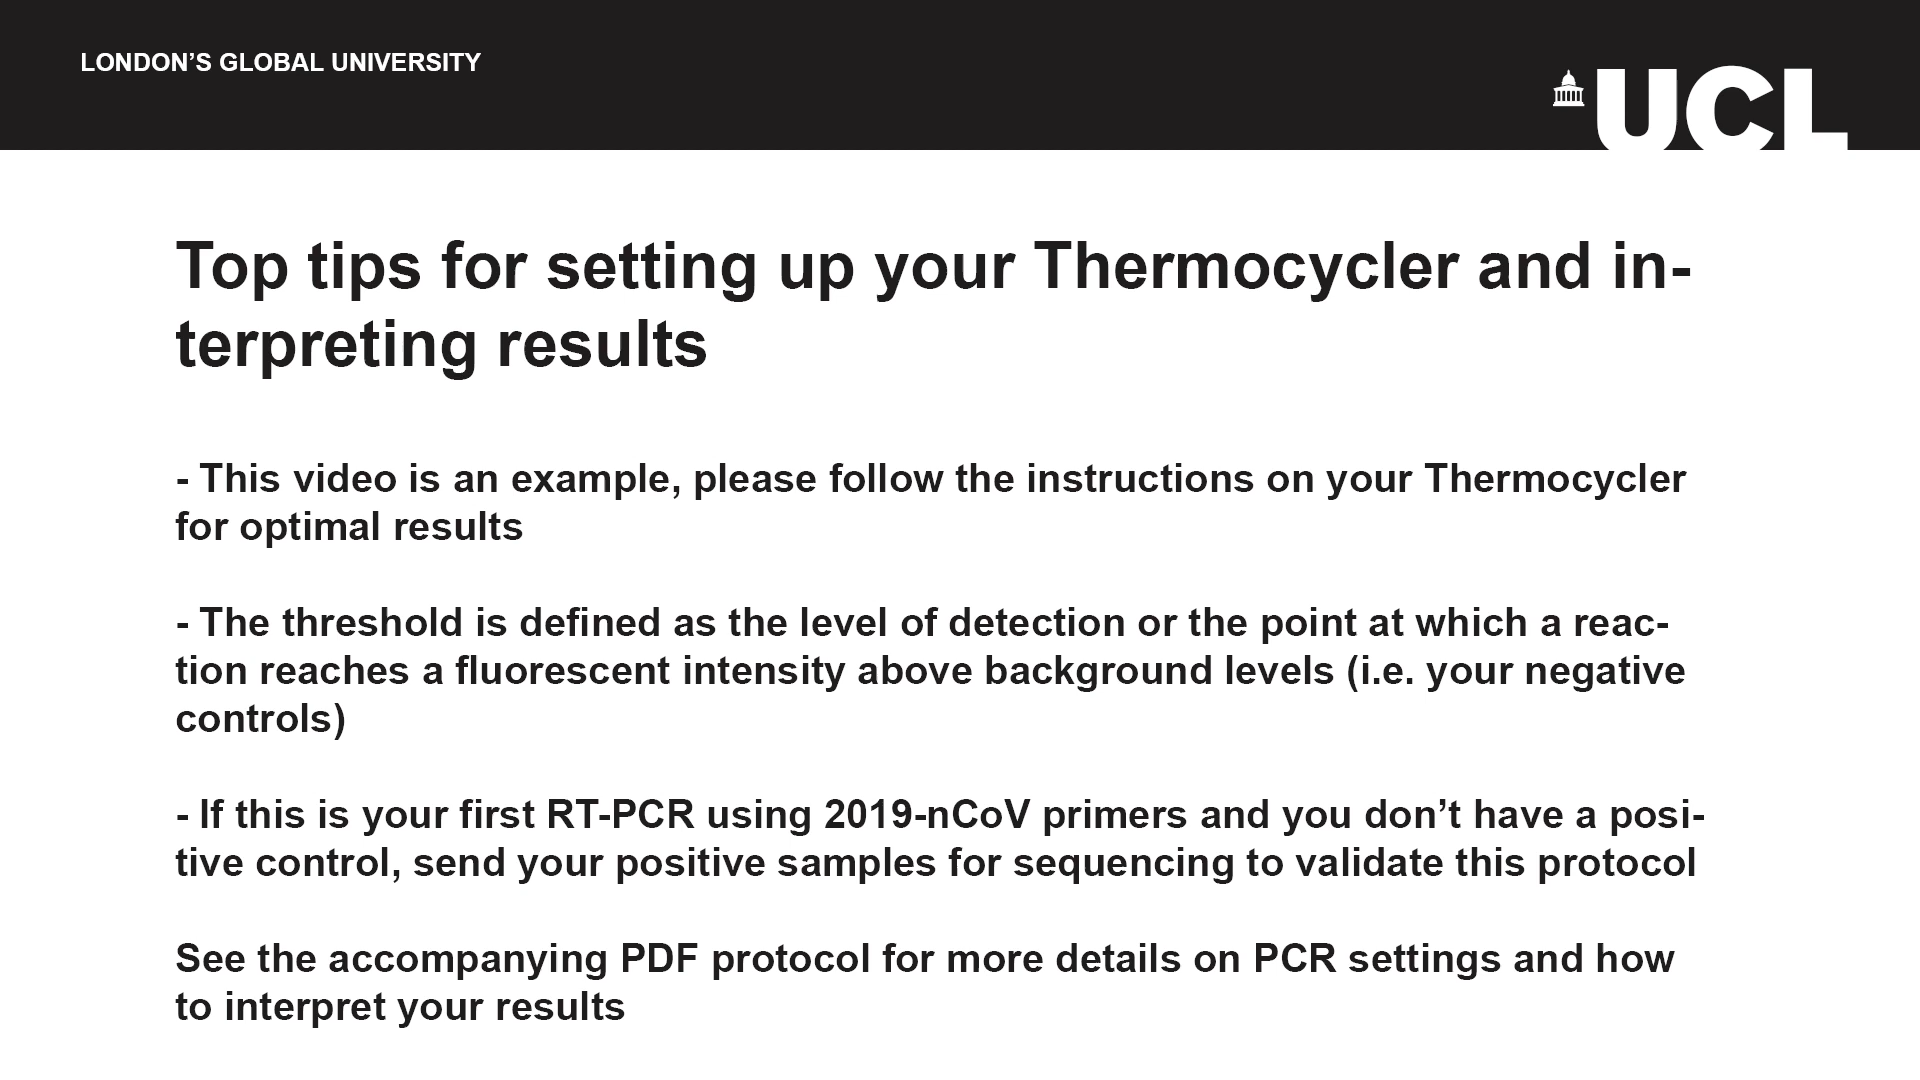 LONDON’S GLOBAL UNIVERSITY
UCL
Top tips for setting up your Thermocycler and in-
terpreting results
- This video is an example, please follow the instructions on your Thermocycler
for optimal results
- The threshold is defined as the level of detection or the point at which a reac-
tion reaches a fluorescent intensity above background levels (i.e. your negative
controls)
- If this is your first RT-PCR using 2019-nCoV primers and you don’t have a posi-
tive control, send your positive samples for sequencing to validate this protocol
See the accompanying PDF protocol for more details on PCR settings and how
to interpret your results